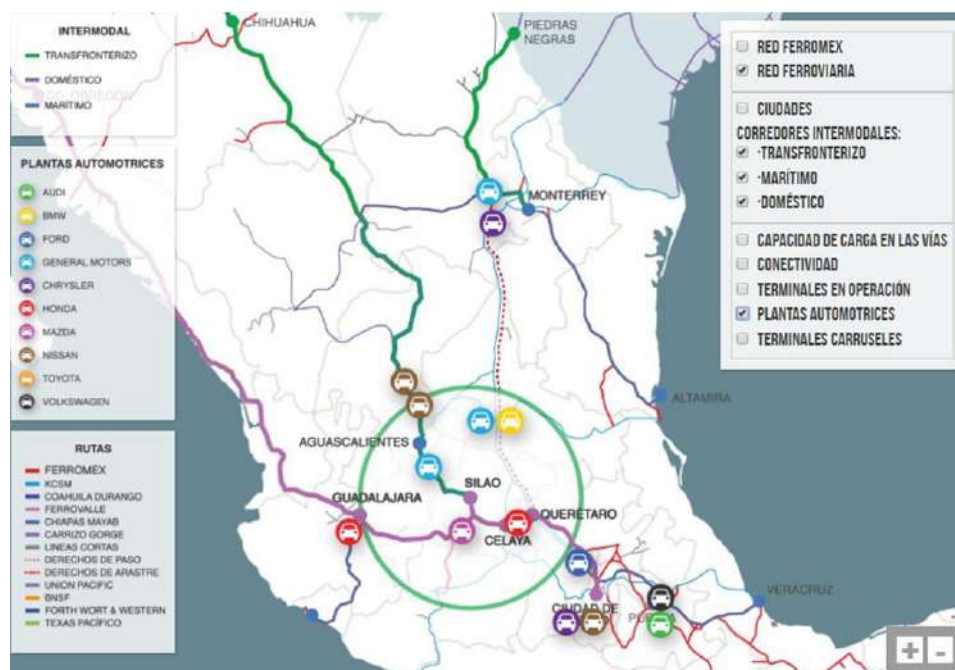 INTERMODAL
TRANSFRONTERIZO
DOMÉSTICO
MARÍTIMO
PLANTAS AUTOMOTRICES
AUDI
BMW
FORD
GENERAL MOTORS
CHRYSLER
HONDA
MAZDA
NISSAN
TOYOTA
VOLKSWAGEN
RUTAS
FERROMEX
KCSM
COAHUILA DURANGO
FERROVALLE
CHIAPAS MAYAB
CARRIZO GORGE
LINEAS CORTAS
DERECHOS DE PASO
DERECHOS DE ARASTRE
UNION PACIFIC
BNSF
FORTH WORT & WESTERN
TEXAS PACÍFICO
CHIHUAHUA
PIEDRAS
NEGRAS
MONTERREY
ALTAMIRA
AGUASCALIENTES
SILAO
GUADALAJARA
QUERÉTARO
CELAYA
VERACRUZ
CIUDAD DE
RED FERROMEX
RED FERROVIARIA
CIUDADES
CORREDORES INTERMODALES:
-TRANSFRONTERIZO
-MARÍTIMO
-DOMÉSTICO
CAPACIDAD DE CARGA EN LAS VÍAS
CONECTIVIDAD
TERMINALES EN OPERACIÓN
PLANTAS AUTOMOTRICES
TERMINALES CARRUSELES
+ -